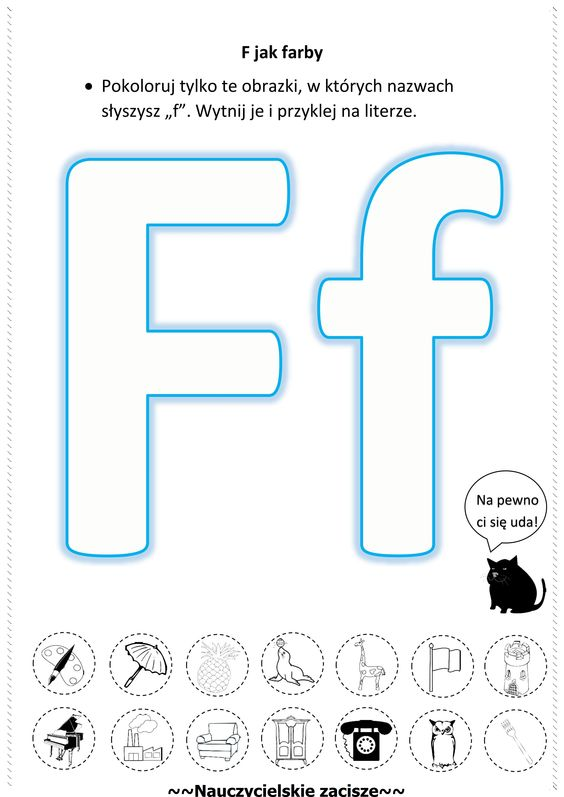 F jak farby
• Pokoloruj tylko te obrazki, w których nazwach
słyszysz „f”. Wytnij je i przyklej na literze.
F f
Na pewno
ci się uda!
~~Nauczycielskie zacisze~~